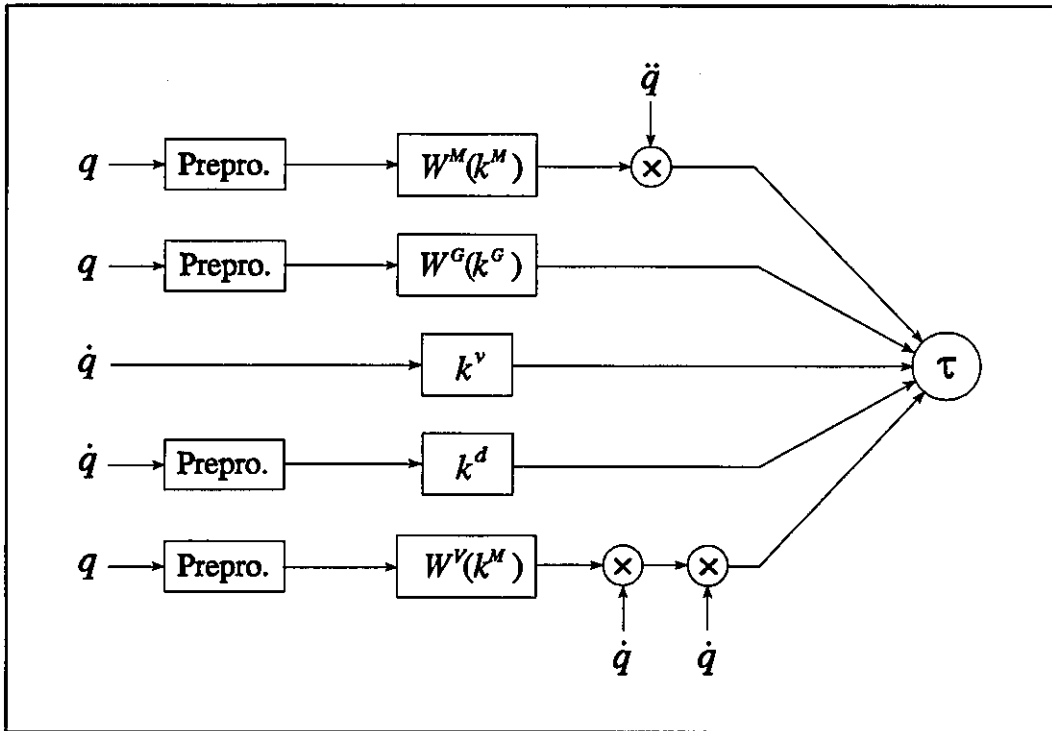 q̈
q Prepro. W^M(k^M) ×
q Prepro. W^G(k^G)
q̇ k^v τ
q̇ Prepro. k^d
q Prepro. W^V(k^M) × ×
q̇ q̇